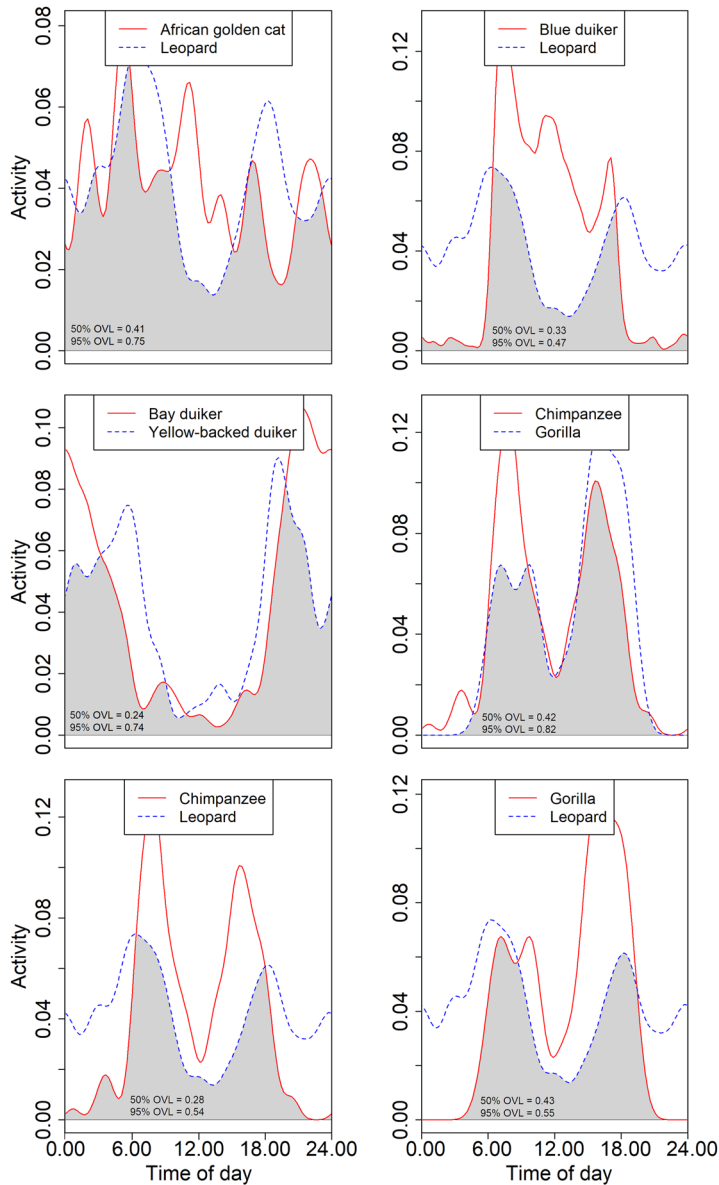 African golden cat
Leopard
Activity
0.00
0.02
0.04
0.06
0.08
50% OVL = 0.41
95% OVL = 0.75
Blue duiker
Leopard
0.00
0.04
0.08
0.12
50% OVL = 0.33
95% OVL = 0.47
Bay duiker
Yellow-backed duiker
Activity
0.00
0.02
0.04
0.06
0.08
0.10
50% OVL = 0.24
95% OVL = 0.74
Chimpanzee
Gorilla
0.00
0.04
0.08
0.12
50% OVL = 0.42
95% OVL = 0.82
Chimpanzee
Leopard
Activity
0.00
0.04
0.08
0.12
50% OVL = 0.28
95% OVL = 0.54
0.00 6.00 12.00 18.00 24.00
Time of day
Gorilla
Leopard
0.00
0.04
0.08
0.12
50% OVL = 0.43
95% OVL = 0.55
0.00 6.00 12.00 18.00 24.00
Time of day